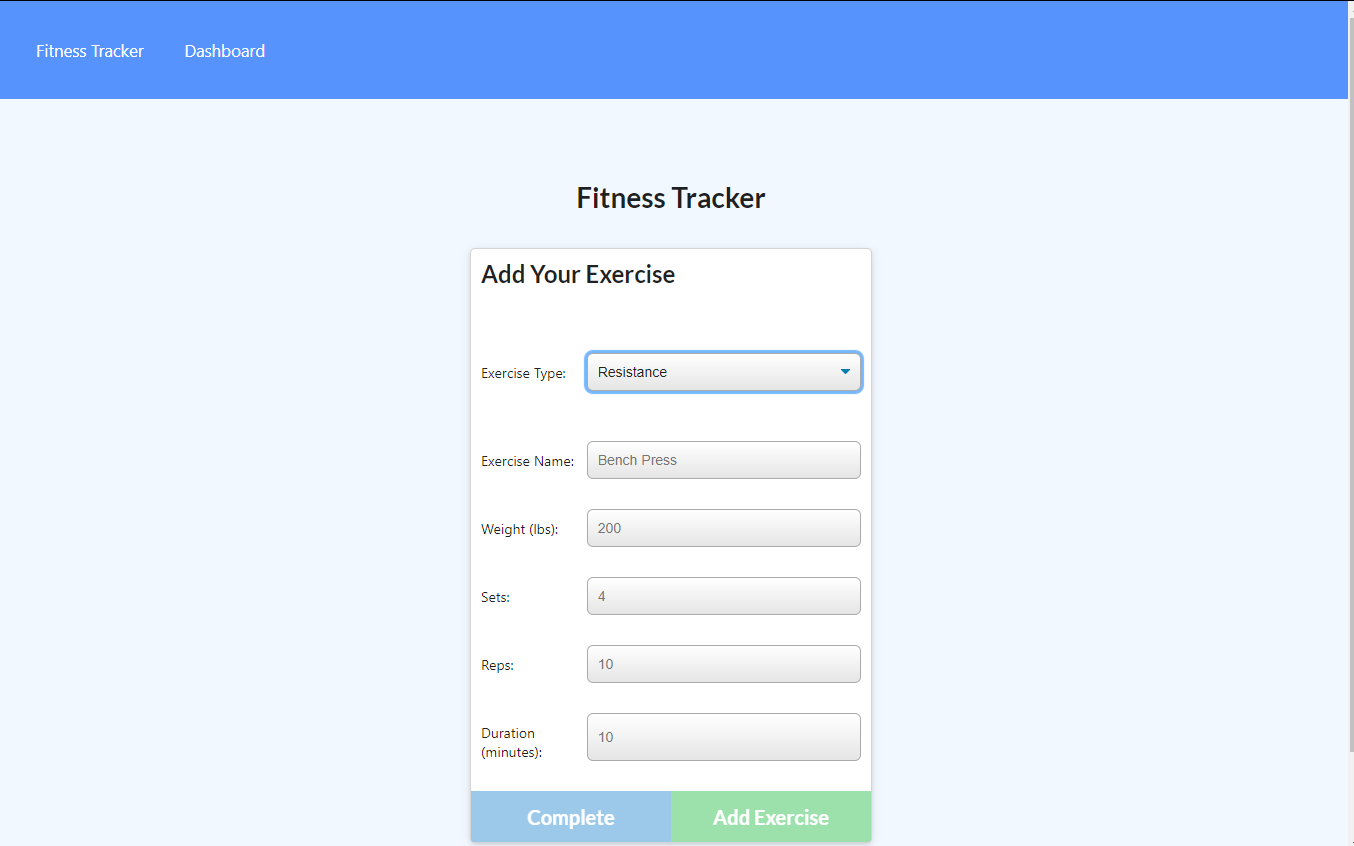 Fitness Tracker Dashboard
Fitness Tracker
Add Your Exercise
Exercise Type: Resistance
Exercise Name: Bench Press
Weight (lbs): 200
Sets: 4
Reps: 10
Duration
(minutes): 10
Complete Add Exercise